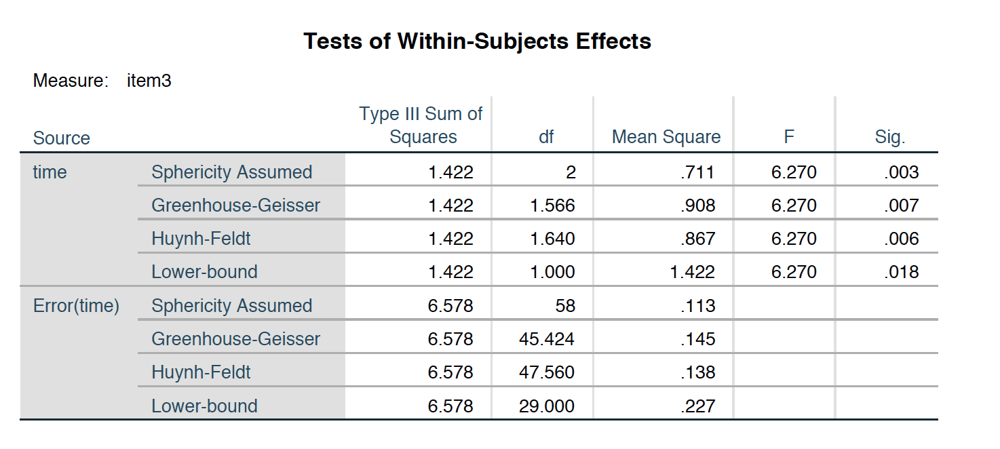 Tests of Within-Subjects Effects
Measure: item3
Source Type III Sum of Squares df Mean Square F Sig.
time Sphericity Assumed 1.422 2 .711 6.270 .003
Greenhouse-Geisser 1.422 1.566 .908 6.270 .007
Huynh-Feldt 1.422 1.640 .867 6.270 .006
Lower-bound 1.422 1.000 1.422 6.270 .018
Error(time) Sphericity Assumed 6.578 58 .113
Greenhouse-Geisser 6.578 45.424 .145
Huynh-Feldt 6.578 47.560 .138
Lower-bound 6.578 29.000 .227